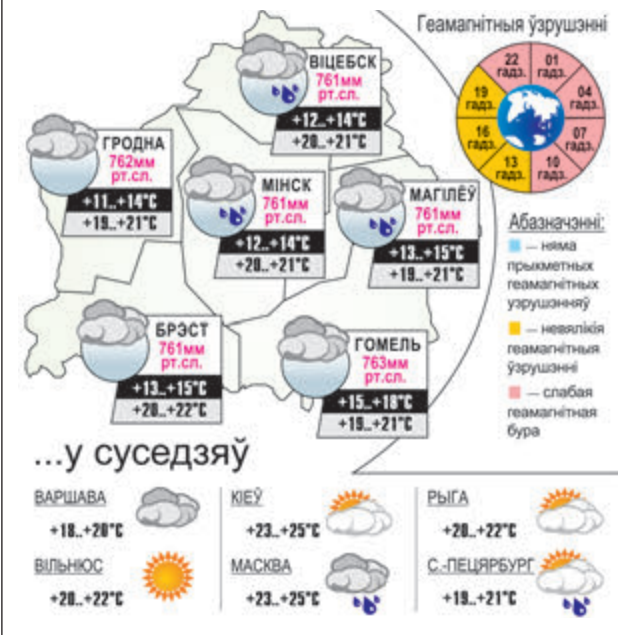 Геамагнітныя ўзрушэнні
22 гадз.
01 гадз.
04 гадз.
07 гадз.
10 гадз.
13 гадз.
16 гадз.
19 гадз.
ВІЦЕБСК
761мм
рт.сл.
+12..+14°C
+20..+21°C
ГРОДНА
762мм
рт.сл.
+11..+14°C
+19..+21°C
МІНСК
761мм
рт.сл.
+12..+14°C
+20..+21°C
МАГІЛЁЎ
761мм
рт.сл.
+13..+15°C
+19..+21°C
БРЭСТ
761мм
рт.сл.
+13..+15°C
+20..+22°C
ГОМЕЛЬ
763мм
рт.сл.
+15..+18°C
+19..+21°C
Абазначэнні:
— няма
прыкметных
геамагнітных
узрушэнняў
— невялікія
геамагнітныя
ўзрушэнні
— слабая
геамагнітная
бура
...у суседзяў
ВАРШАВА
+18..+20°C
КІЕЎ
+23..+25°C
РЫГА
+20..+22°C
ВІЛЬНЮС
+20..+22°C
МАСКВА
+23..+25°C
С.-ПЕЦЯРБУРГ
+19..+21°C